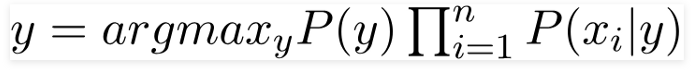 y = argmax_y P(y) ∏_{i=1}^{n} P(x_i|y)